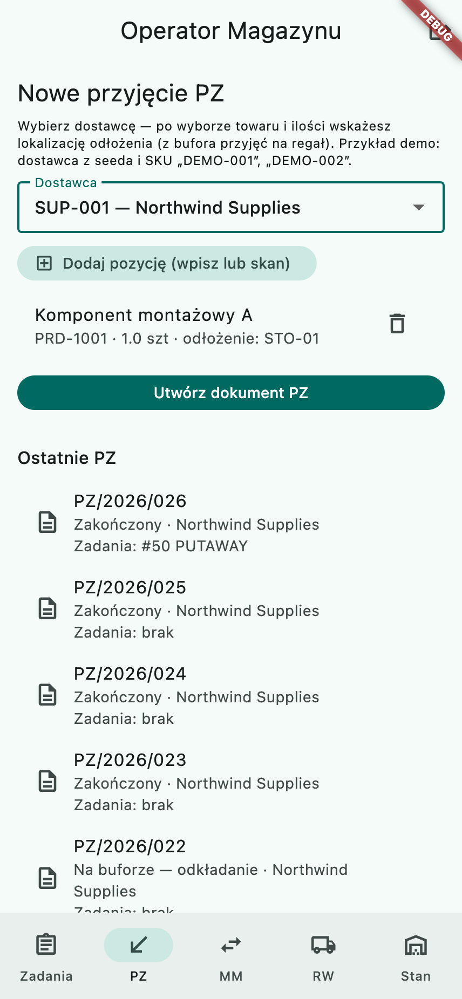 Operator Magazynu
DEBUG
Nowe przyjęcie PZ
Wybierz dostawcę — po wyborze towaru i ilości wskażesz
lokalizację odłożenia (z bufora przyjęć na regał). Przykład demo:
dostawca z seeda i SKU „DEMO-001”, „DEMO-002”.
Dostawca
SUP-001 — Northwind Supplies
Dodaj pozycję (wpisz lub skan)
Komponent montażowy A
PRD-1001 · 1.0 szt · odłożenie: STO-01
Utwórz dokument PZ
Ostatnie PZ
PZ/2026/026
Zakończony · Northwind Supplies
Zadania: #50 PUTAWAY
PZ/2026/025
Zakończony · Northwind Supplies
Zadania: brak
PZ/2026/024
Zakończony · Northwind Supplies
Zadania: brak
PZ/2026/023
Zakończony · Northwind Supplies
Zadania: brak
PZ/2026/022
Na buforze — odkładanie · Northwind
Supplies
Zadania: brak
Zadania
PZ
MM
RW
Stan